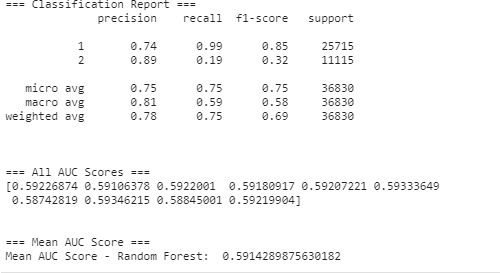 === Classification Report ===
precision recall f1-score support
1 0.74 0.99 0.85 25715
2 0.89 0.19 0.32 11115
micro avg 0.75 0.75 0.75 36830
macro avg 0.81 0.59 0.58 36830
weighted avg 0.78 0.75 0.69 36830
=== All AUC Scores ===
[0.59226874 0.59106378 0.5922001 0.59180917 0.59207221 0.59333649
0.58742819 0.59346215 0.58845001 0.59219904]
=== Mean AUC Score ===
Mean AUC Score - Random Forest: 0.5914289875630182